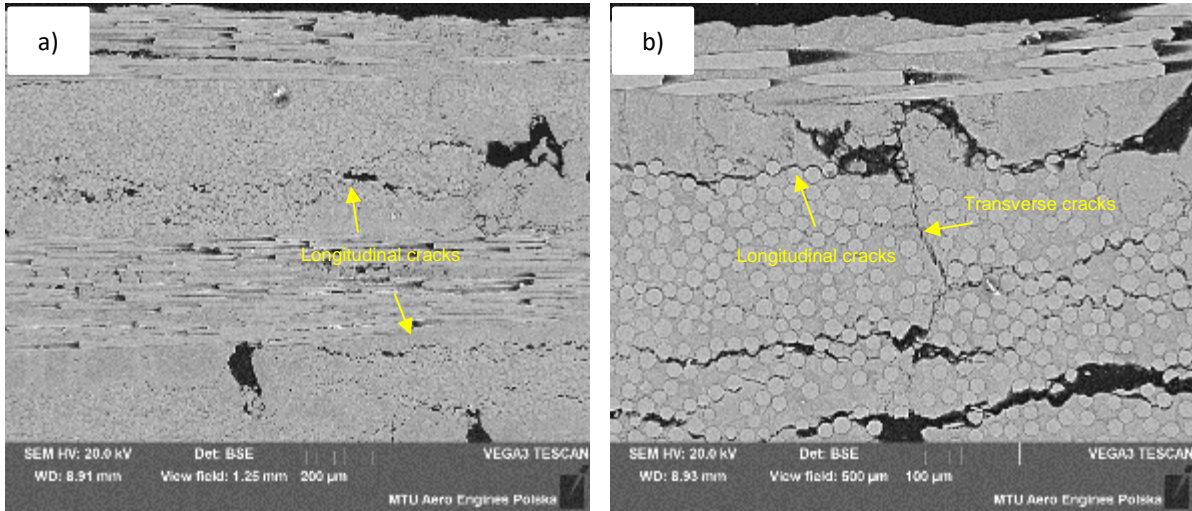 a)
Longitudinal cracks
SEM HV: 20.0 kV Det: BSE VEGA3 TESCAN
WD: 8.91 mm View field: 1.25 mm 200 µm
MTU Aero Engines Polska
b)
Transverse cracks
Longitudinal cracks
SEM HV: 20.0 kV Det: BSE VEGA3 TESCAN
WD: 8.93 mm View field: 500 µm 100 µm
MTU Aero Engines Polska